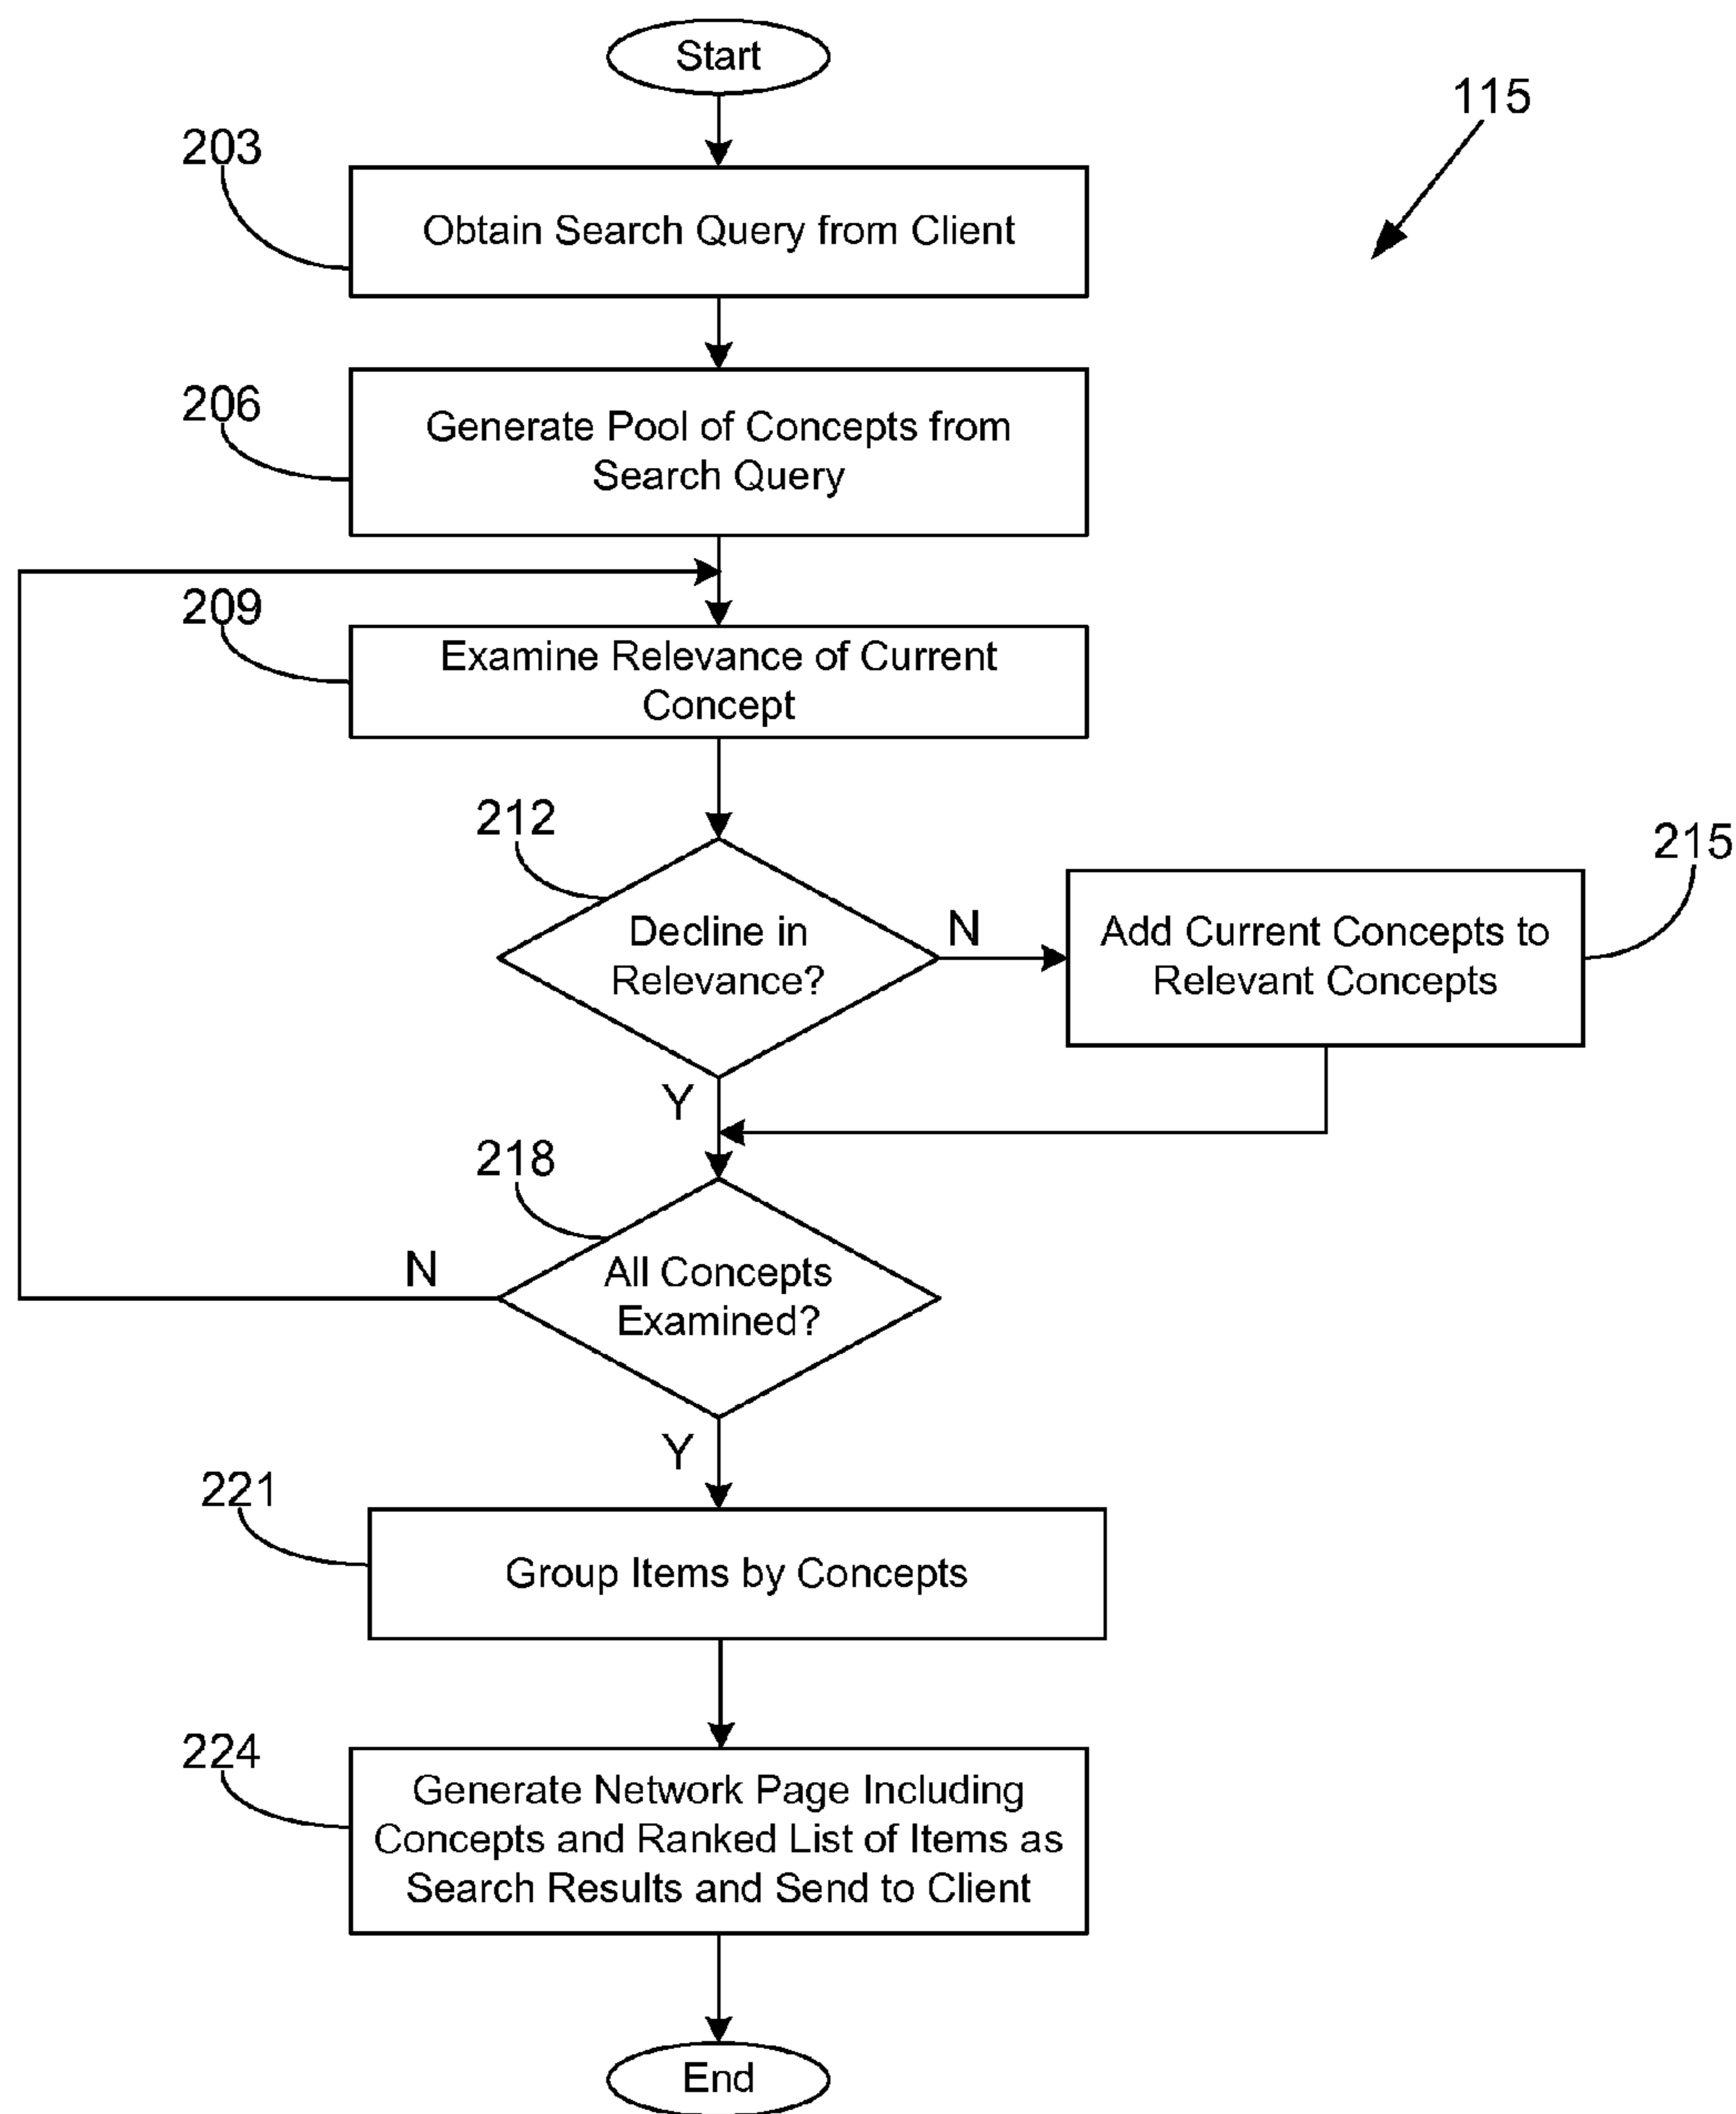 Start
115
203
Obtain Search Query from Client
206
Generate Pool of Concepts from
Search Query
209
Examine Relevance of Current
Concept
212
Decline in
Relevance?
N
215
Add Current Concepts to
Relevant Concepts
Y
218
All Concepts
Examined?
N
Y
221
Group Items by Concepts
224
Generate Network Page Including
Concepts and Ranked List of Items as
Search Results and Send to Client
End